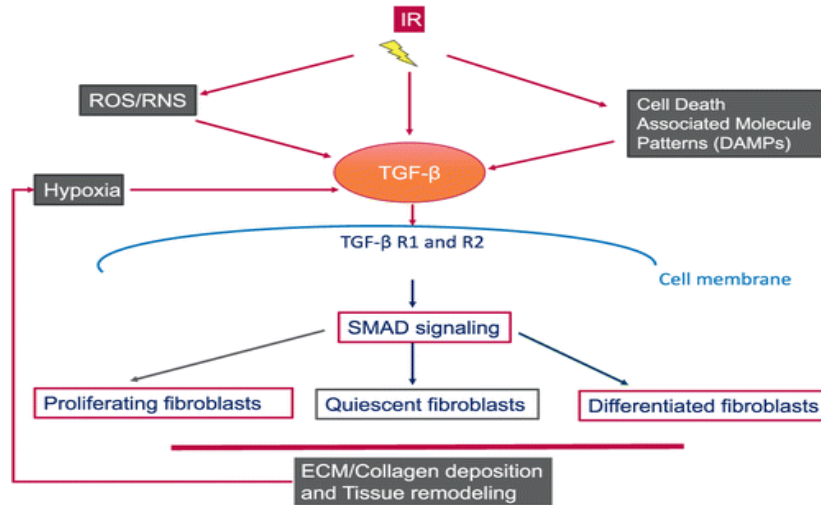 IR
ROS/RNS
Cell Death
Associated Molecule
Patterns (DAMPs)
TGF-β
Hypoxia
TGF-β R1 and R2
Cell membrane
SMAD signaling
Proliferating fibroblasts
Quiescent fibroblasts
Differentiated fibroblasts
ECM/Collagen deposition
and Tissue remodeling